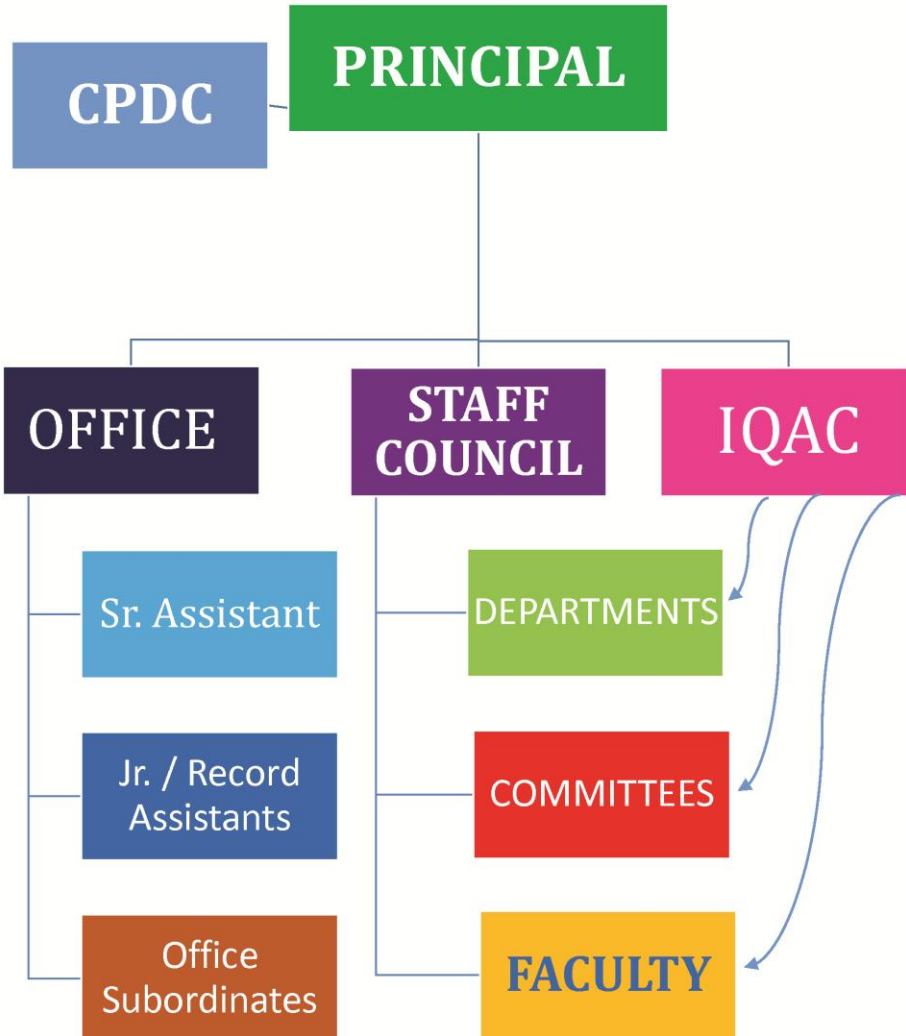 PRINCIPAL
CPDC
OFFICE
STAFF
COUNCIL
IQAC
Sr. Assistant
DEPARTMENTS
Jr. / Record
Assistants
COMMITTEES
Office
Subordinates
FACULTY